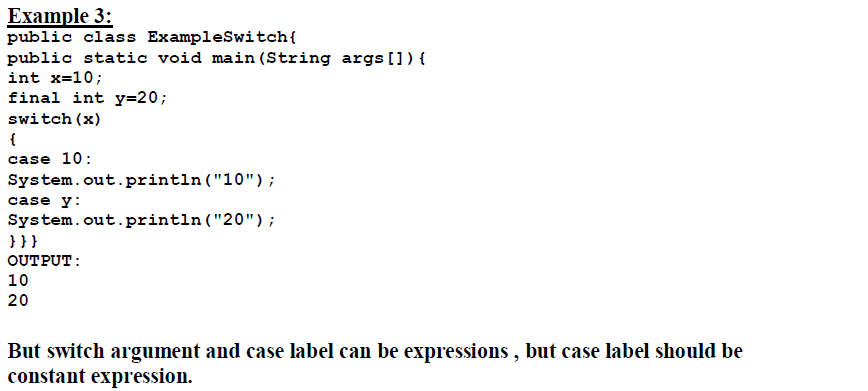 Example 3:
public class ExampleSwitch{
public static void main(String args[]){
int x=10;
final int y=20;
switch(x)
{
case 10:
System.out.println("10");
case y:
System.out.println("20");
}}}
OUTPUT:
10
20
But switch argument and case label can be expressions , but case label should be
constant expression.